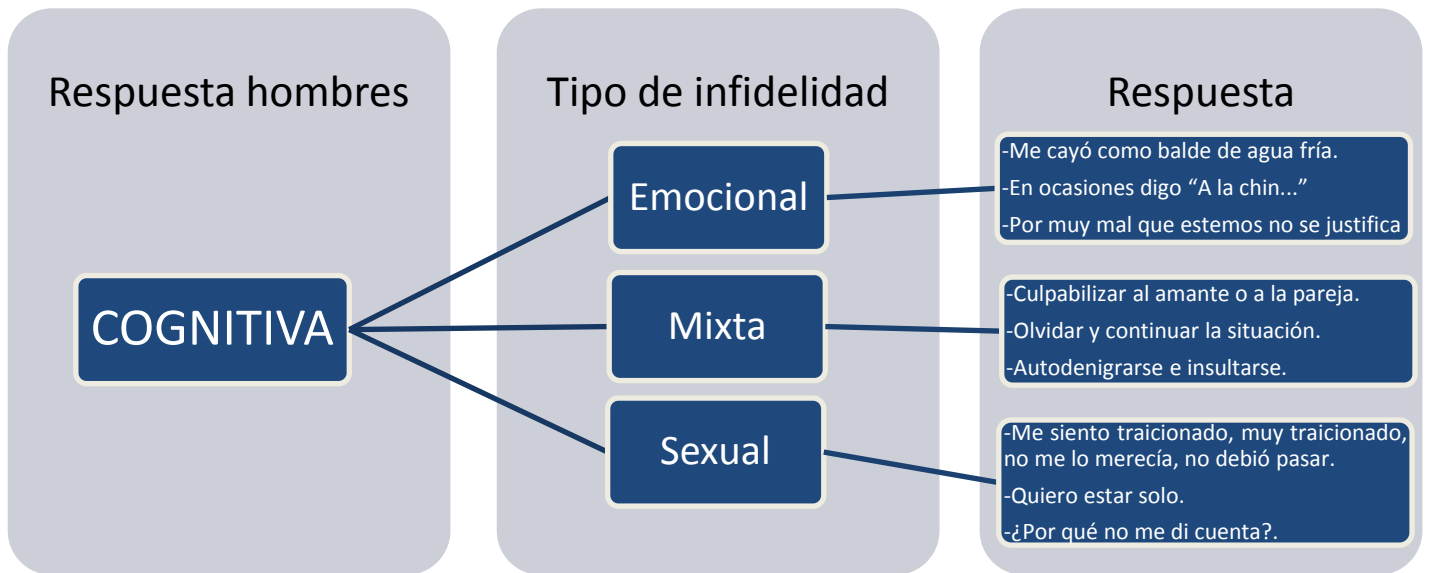 Respuesta hombres
COGNITIVA
Tipo de infidelidad
Emocional
Mixta
Sexual
Respuesta
-Me cayó como balde de agua fría.
-En ocasiones digo “A la chin...”
-Por muy mal que estemos no se justifica
-Culpabilizar al amante o a la pareja.
-Olvidar y continuar la situación.
-Autodenigrarse e insultarse.
-Me siento traicionado, muy traicionado,
no me lo merecía, no debió pasar.
-Quiero estar solo.
-¿Por qué no me di cuenta?.